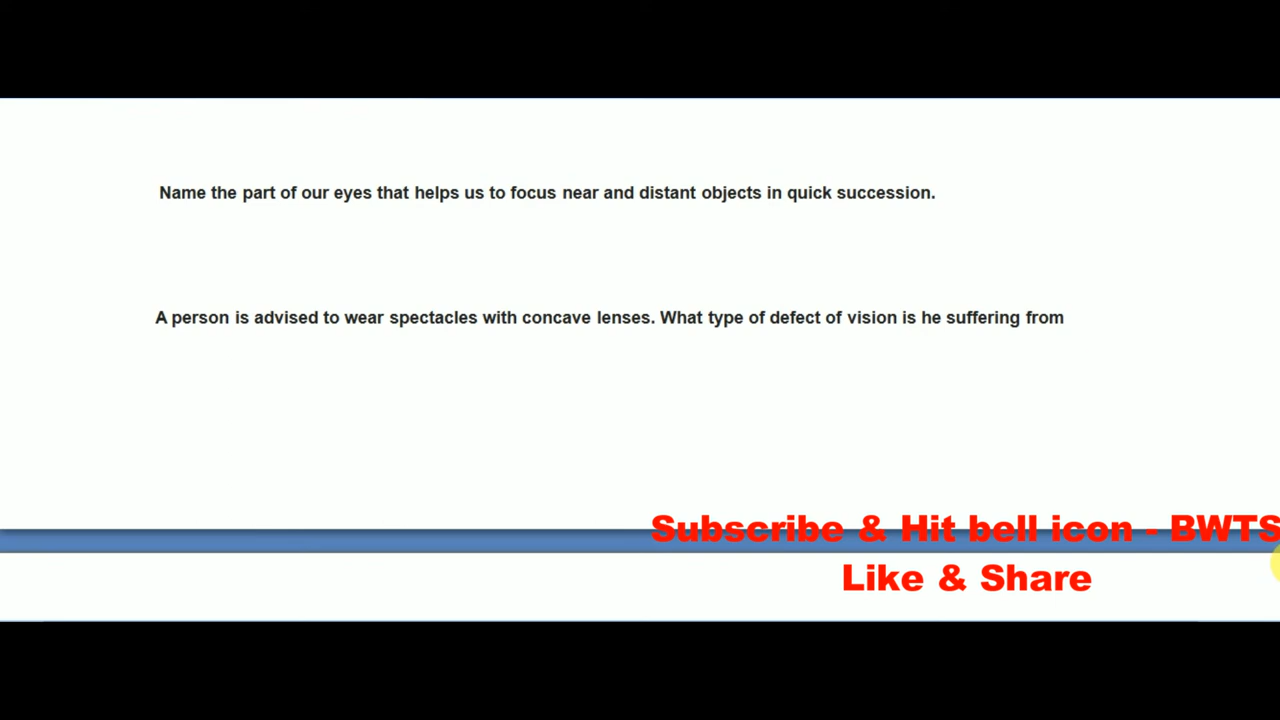 Name the part of our eyes that helps us to focus near and distant objects in quick succession.
A person is advised to wear spectacles with concave lenses. What type of defect of vision is he suffering from
Subscribe & Hit bell icon - BWTS
Like & Share